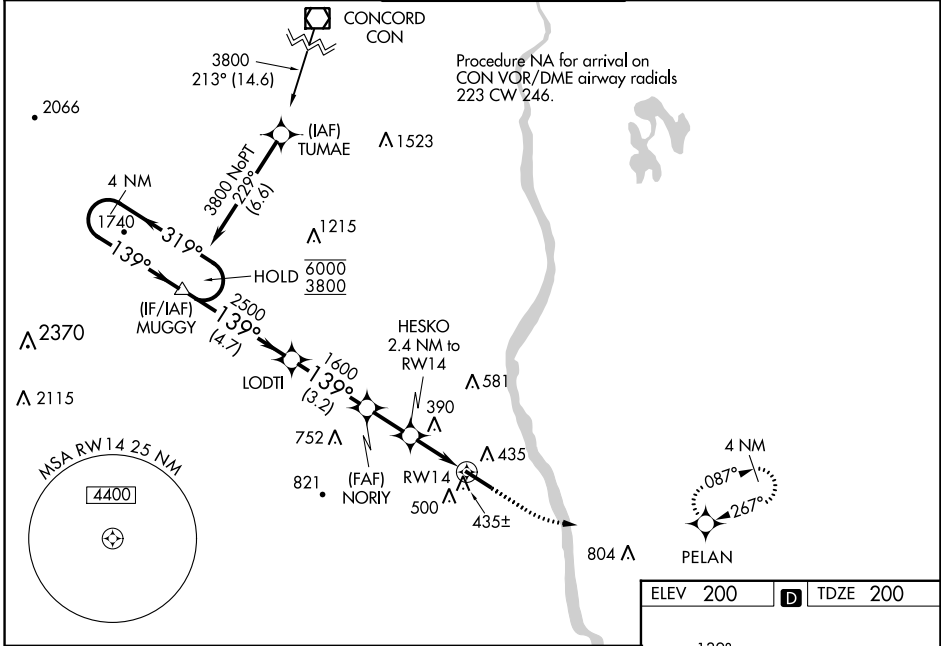 CONCORD
CON
3800
213° (14.6)
Procedure NA for arrival on
CON VOR/DME airway radials
223 CW 246.
2066
(IAF)
TUMAE
1523
3800 NoPT
229°
(6.6)
4 NM
1740
319°
139°
1215
HOLD
6000
3800
(IF/IAF)
MUGGY
2500
139°
(4.7)
2370
LODTI
1600
139°
(3.2)
HESKO
2.4 NM to
RW14
2115
581
390
752
435
(FAF)
NORIY
RW14
821
500
435±
MSA RW14 25 NM
4400
4 NM
087°
267°
PELAN
804
ELEV 200
D
TDZE 200